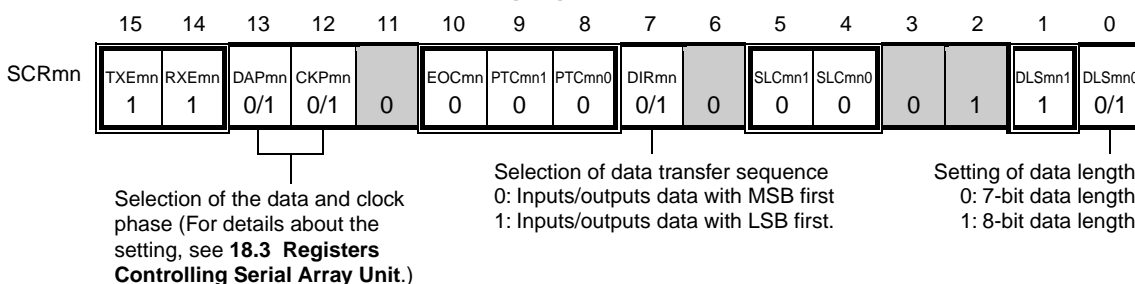 15 14 13 12 11 10 9 8 7 6 5 4 3 2 1 0
SCRmn TXEmn RXEmn DAPmn CKPmn EOCmn PTCmn1 PTCmn0 DIRmn SLCmn1 SLCmn0 DLSmn1 DLSmn0
1 1 0/1 0/1 0 0 0 0 0/1 0 0 0 0 1 1 0/1
Selection of the data and clock
phase (For details about the
setting, see 18.3 Registers
Controlling Serial Array Unit.)
Selection of data transfer sequence
0: Inputs/outputs data with MSB first
1: Inputs/outputs data with LSB first.
Setting of data length
0: 7-bit data length
1: 8-bit data length